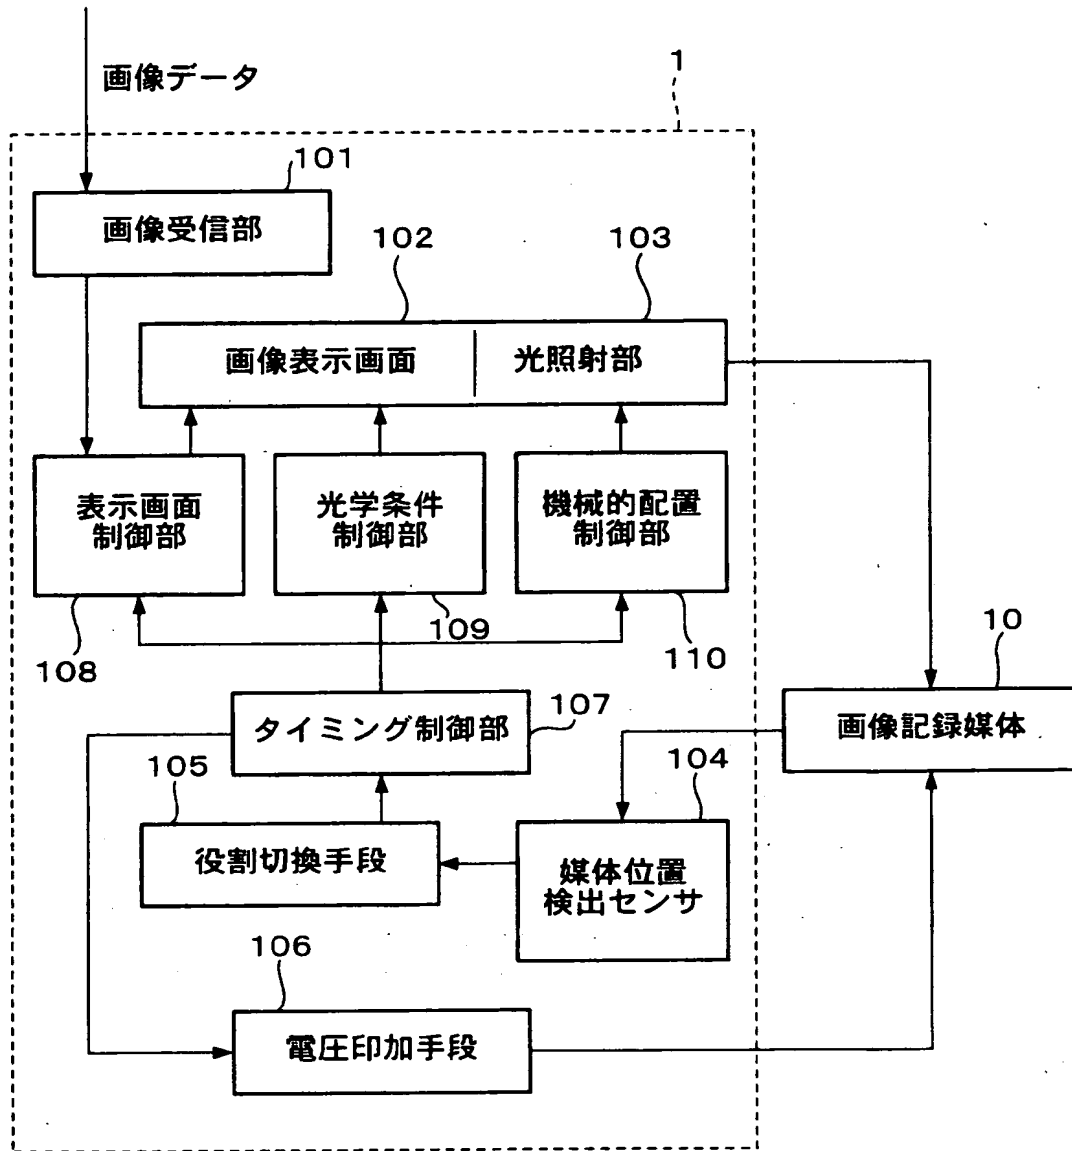 画像データ
1
101
画像受信部
102
103
画像表示画面
光照射部
表示画面
制御部
光学条件
制御部
機械的配置
制御部
108
109
110
10
タイミング制御部
107
画像記録媒体
105
104
役割切換手段
媒体位置
検出センサ
106
電圧印加手段